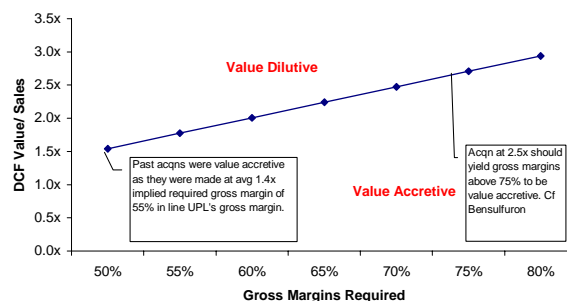 3.5x
3.0x
2.5x
2.0x
1.5x
1.0x
0.5x
0.0x
DCF Value/ Sales
Value Dilutive
Past acqns were value accretive
as they were made at avg 1.4x
implied required gross margin of
55% in line UPL's gross margin.
Value Accretive
Acqn at 2.5x should
yield gross margins
above 75% to be
value accretive. Cf
Bensulfuron
50%
55%
60%
65%
70%
75%
80%
Gross Margins Required